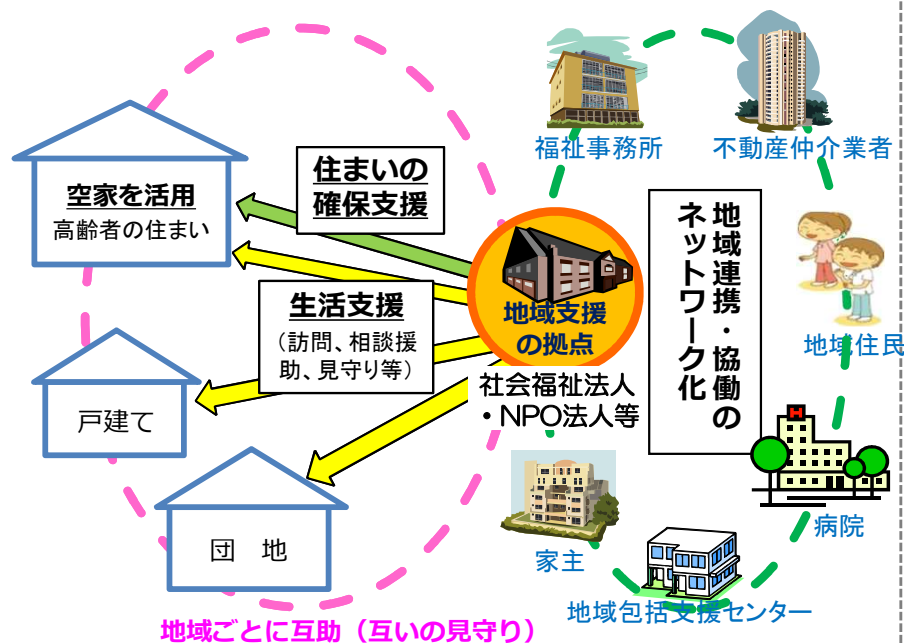 空家を活用
高齢者の住まい
住まいの
確保支援
生活支援
（訪問、相談援
助、見守り等）
戸建て
団　地
地域ごとに互助（互いの見守り）
地域支援
の拠点
社会福祉法人
・NPO法人等
福祉事務所
不動産仲介業者
地域連携・協働の
ネットワーク化
地域住民
H
病院
家主
地域包括支援センター